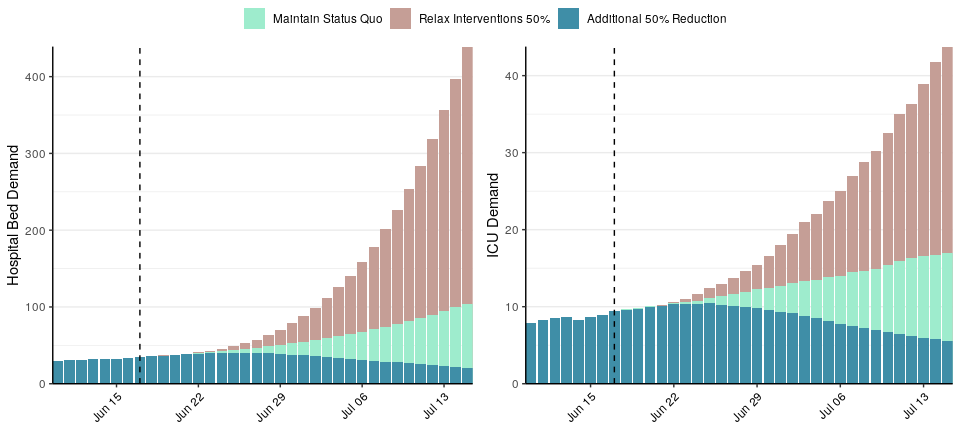 Maintain Status Quo Relax Interventions 50% Additional 50% Reduction
Hospital Bed Demand
400
300
200
100
0
Jun 15 Jun 22 Jun 29 Jul 06 Jul 13
ICU Demand
40
30
20
10
0
Jun 15 Jun 22 Jun 29 Jul 06 Jul 13